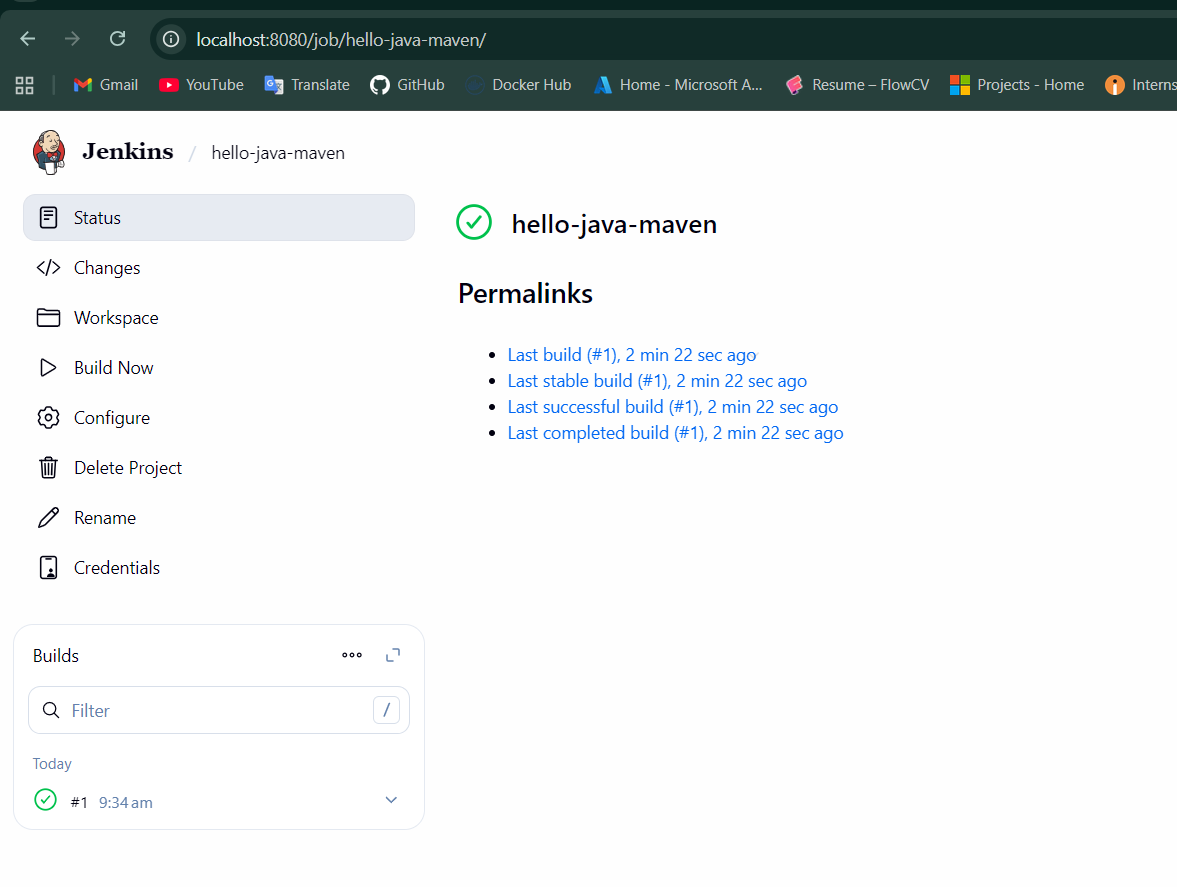 localhost:8080/job/hello-java-maven/
Gmail YouTube Translate GitHub Docker Hub Home - Microsoft A... Resume – FlowCV Projects - Home Interns
Jenkins / hello-java-maven
Status
Changes
Workspace
Build Now
Configure
Delete Project
Rename
Credentials
hello-java-maven
Permalinks
Last build (#1), 2 min 22 sec ago
Last stable build (#1), 2 min 22 sec ago
Last successful build (#1), 2 min 22 sec ago
Last completed build (#1), 2 min 22 sec ago
Builds
Filter /
Today
#1 9:34 am